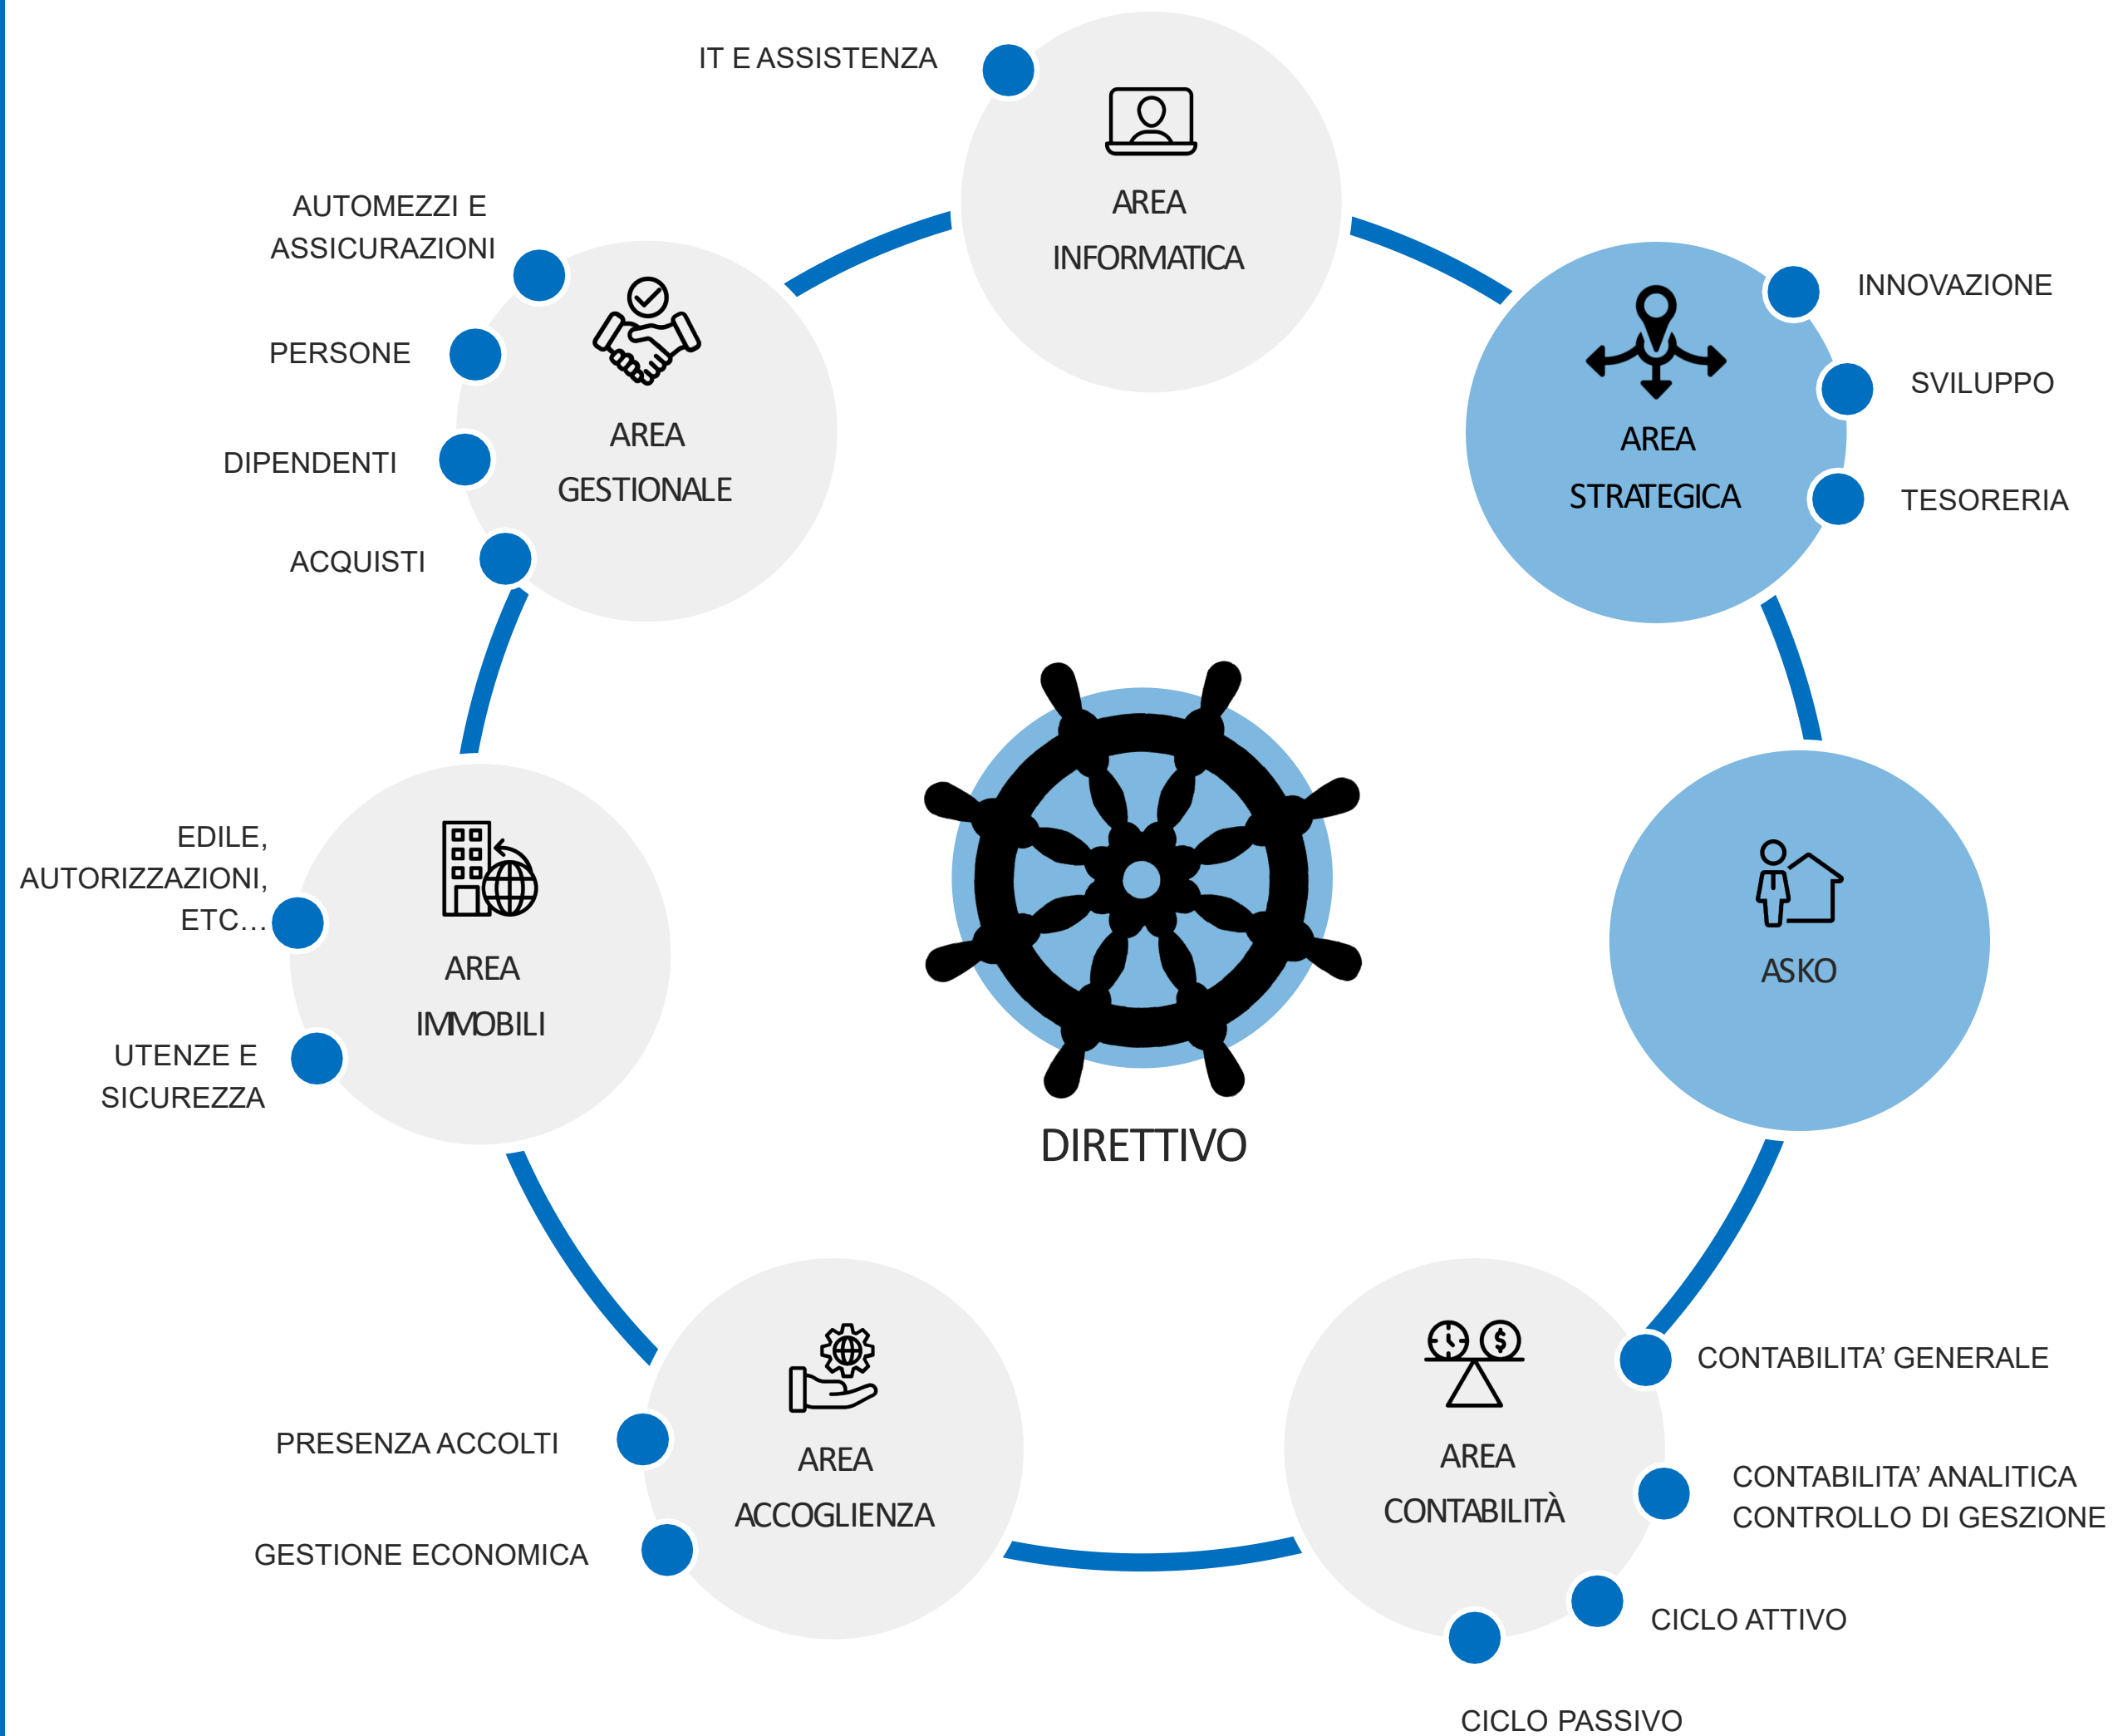 IT E ASSISTENZA
AREA
INFORMATICA
AUTOMEZZI E
ASSICURAZIONI
PERSONE
DIPENDENTI
ACQUISTI
AREA
GESTIONALE
INNOVAZIONE
SVILUPPO
TESORERIA
AREA
STRATEGICA
EDILE,
AUTORIZZAZIONI,
ETC...
UTENZE E
SICUREZZA
AREA
IMMOBILI
DIRETTIVO
ASKO
PRESENZA ACCOLTI
GESTIONE ECONOMICA
AREA
ACCOGLIENZA
AREA
CONTABILITÀ
CONTABILITA’ GENERALE
CONTABILITA’ ANALITICA
CONTROLLO DI GESZIONE
CICLO ATTIVO
CICLO PASSIVO